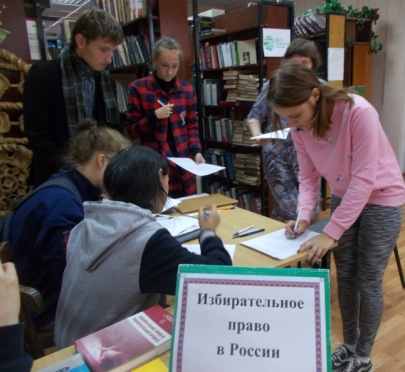 Избирательное
право
в России